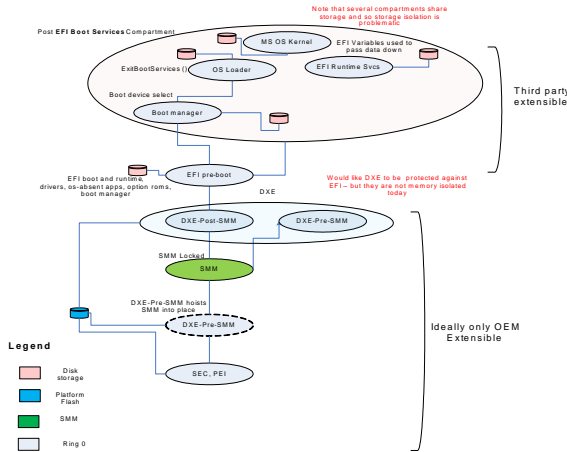 Note that several compartments share
storage and so storage isolation is
problematic
Post EFI Boot Services Compartment
MS OS Kernel
EFI Variables used to
pass data down
ExitBootServices ()
OS Loader
EFI Runtime Svcs
Boot device select
Third party
extensible
Boot manager
EFI boot and runtime,
drivers, os-absent apps, option roms,
boot manager
EFI pre-boot
Would like DXE to be protected against
EFI – but they are not memory isolated
today
DXE
DXE-Post-SMM
DXE-Pre-SMM
SMM Locked
SMM
DXE-Pre-SMM hoists
SMM into place
DXE-Pre-SMM
Ideally only OEM
Extensible
Legend
SEC, PEI
Disk
storage
Platform
Flash
SMM
Ring 0